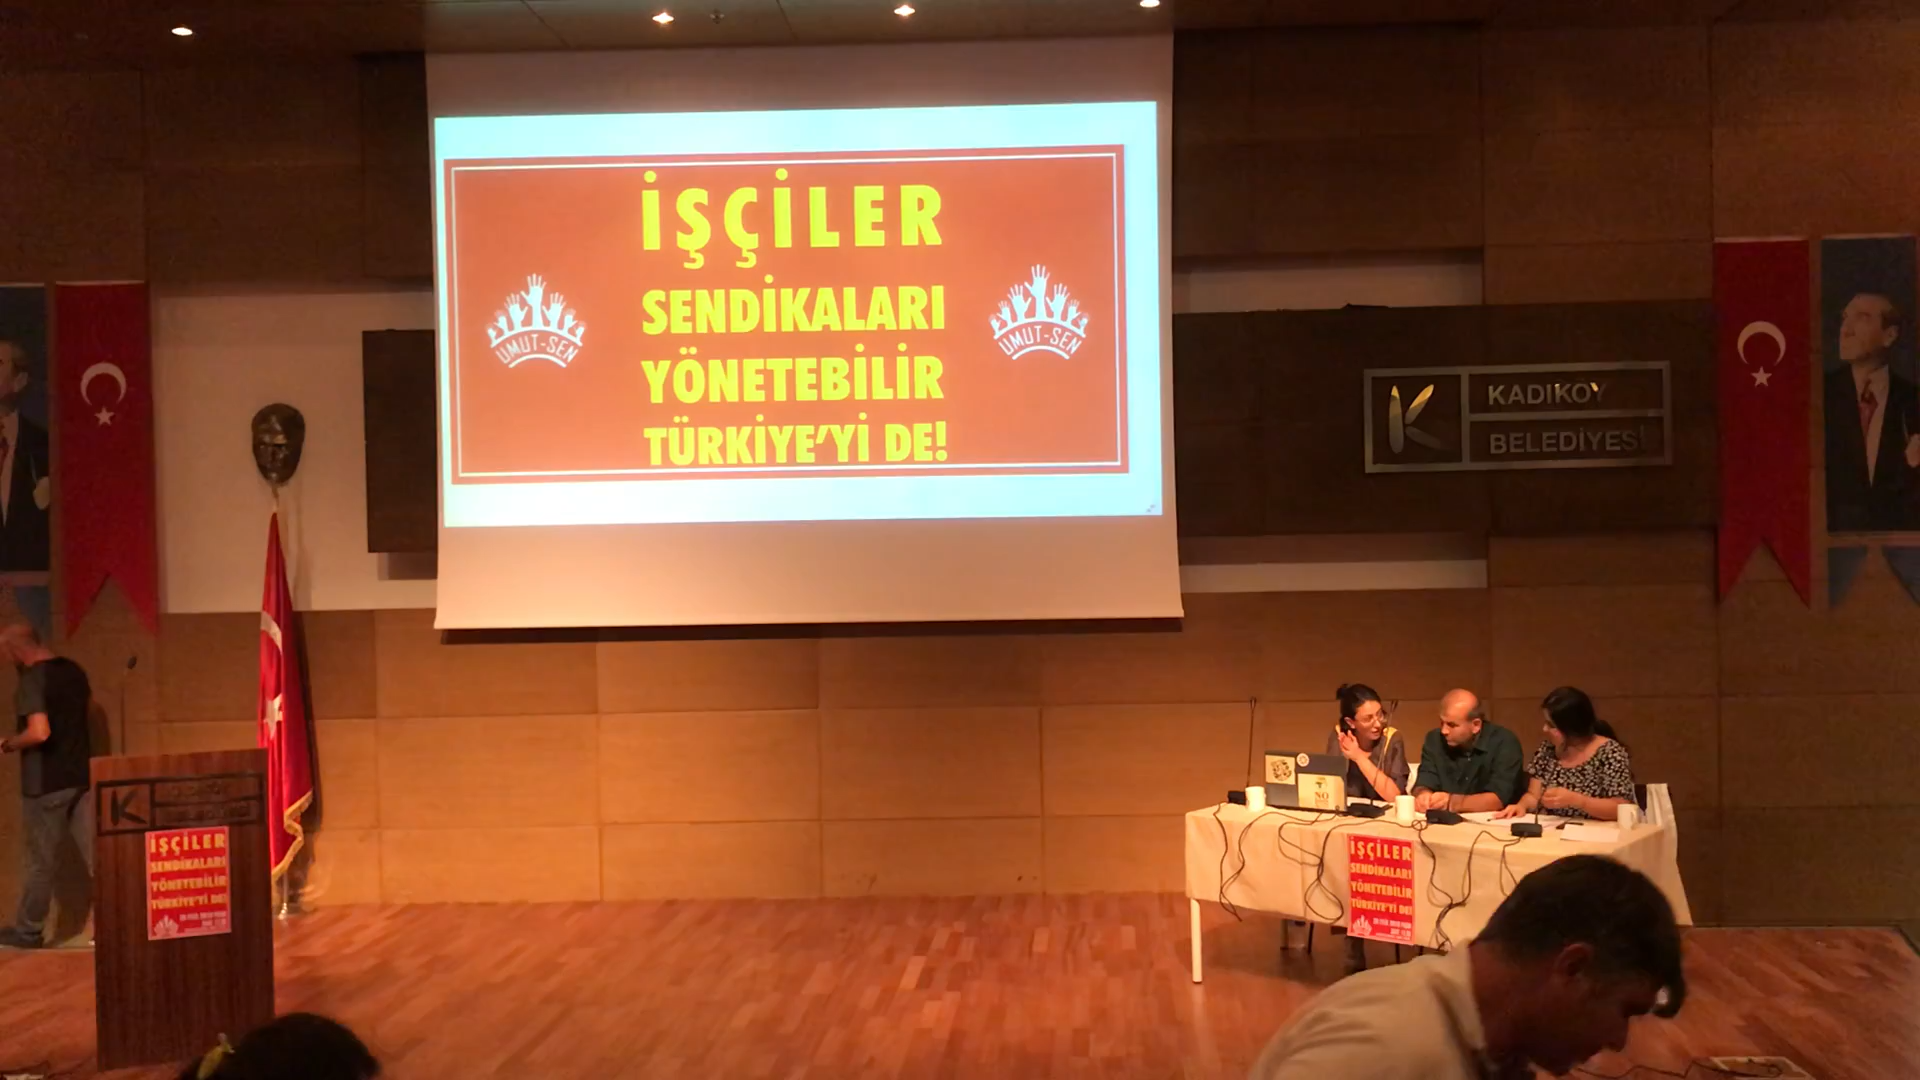 İŞÇİLER
SENDİKALARI
YÖNETEBİLİR
TÜRKİYE'Yİ DE!
UMUT-SEN
UMUT-SEN
K
KADIKÖY
BELEDİYESİ
K
İŞÇİLER
SENDİKALARI
YÖNETEBİLİR
TÜRKİYE'Yİ DE!
İŞÇİLER
SENDİKALARI
YÖNETEBİLİR
TÜRKİYE'Yİ DE!
NO